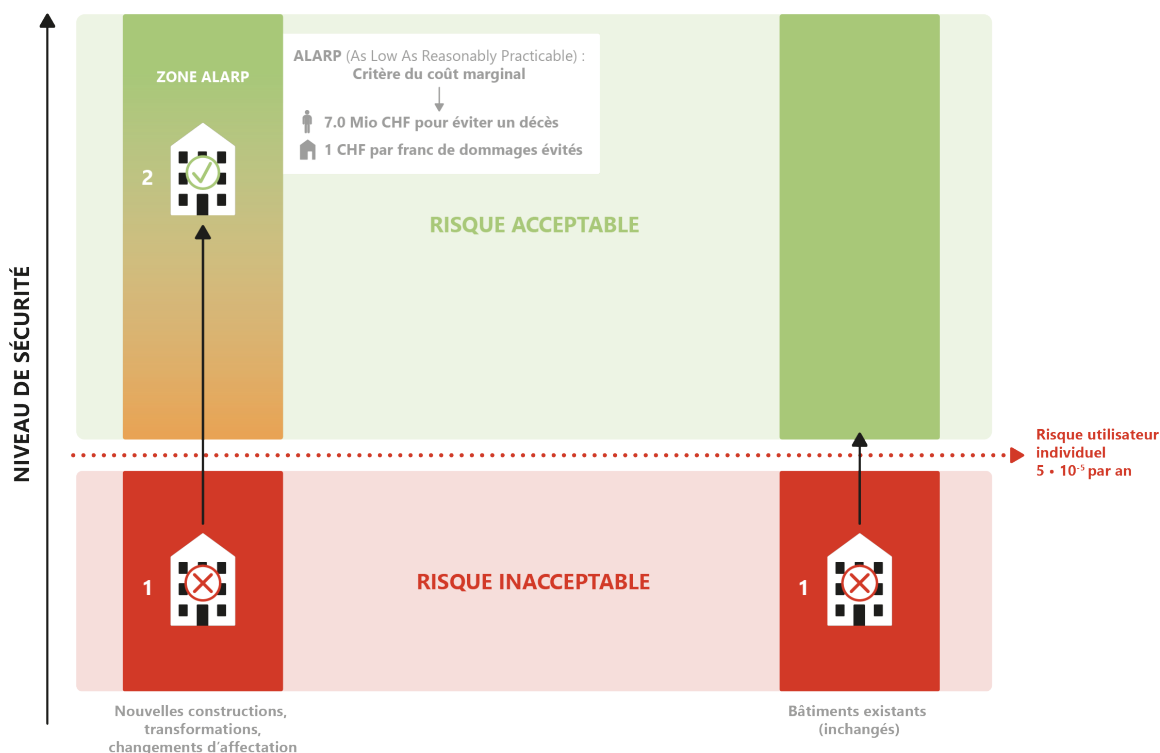 ZONE ALARP
ALARP (As Low As Reasonably Practicable) :
Critère du coût marginal
7.0 Mio CHF pour éviter un décès
1 CHF par franc de dommages évités
2
RISQUE ACCEPTABLE
NIVEAU DE SÉCURITÉ
Risque utilisateur
individuel
5 • 10⁻⁵ par an
1
RISQUE INACCEPTABLE
1
Nouvelles constructions,
transformations,
changements d'affectation
Bâtiments existants
(inchangés)